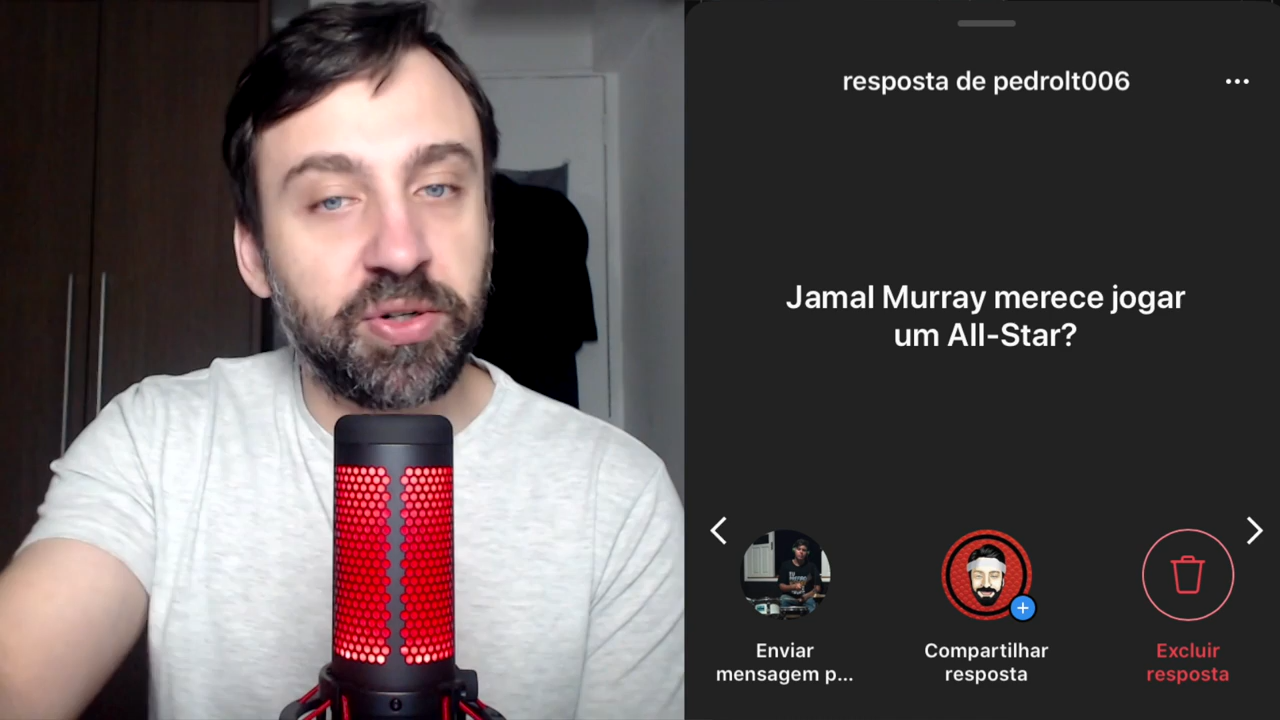 resposta de pedrolt006
Jamal Murray merece jogar
um All-Star?
Enviar
mensagem p...
Compartilhar
resposta
Excluir
resposta